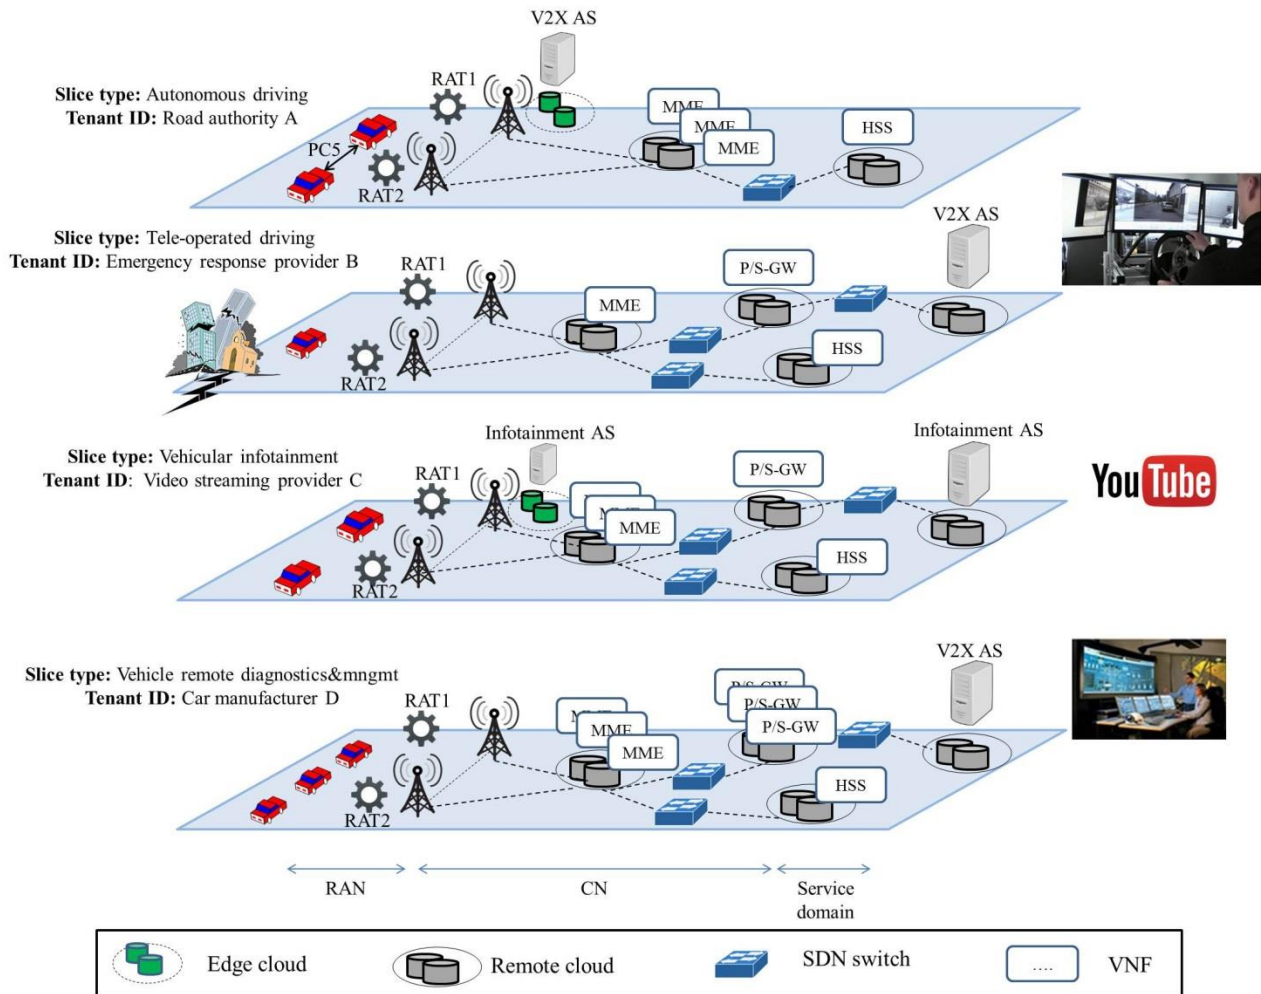 V2X AS
RAT1
Slice type: Autonomous driving
Tenant ID: Road authority A
MME
MME
MME
HSS
PC5
RAT2
V2X AS
Slice type: Tele-operated driving
Tenant ID: Emergency response provider B
RAT1
P/S-GW
MME
HSS
RAT2
Infotainment AS
Infotainment AS
Slice type: Vehicular infotainment
Tenant ID: Video streaming provider C
RAT1
P/S-GW
YouTube
MME
HSS
RAT2
V2X AS
Slice type: Vehicle remote diagnostics&mngmt
Tenant ID: Car manufacturer D
RAT1
P/S-GW
P/S-GW
P/S-GW
MME
MME
MME
HSS
RAT2
RAN
CN
Service
domain
Edge cloud
Remote cloud
SDN switch
....
VNF